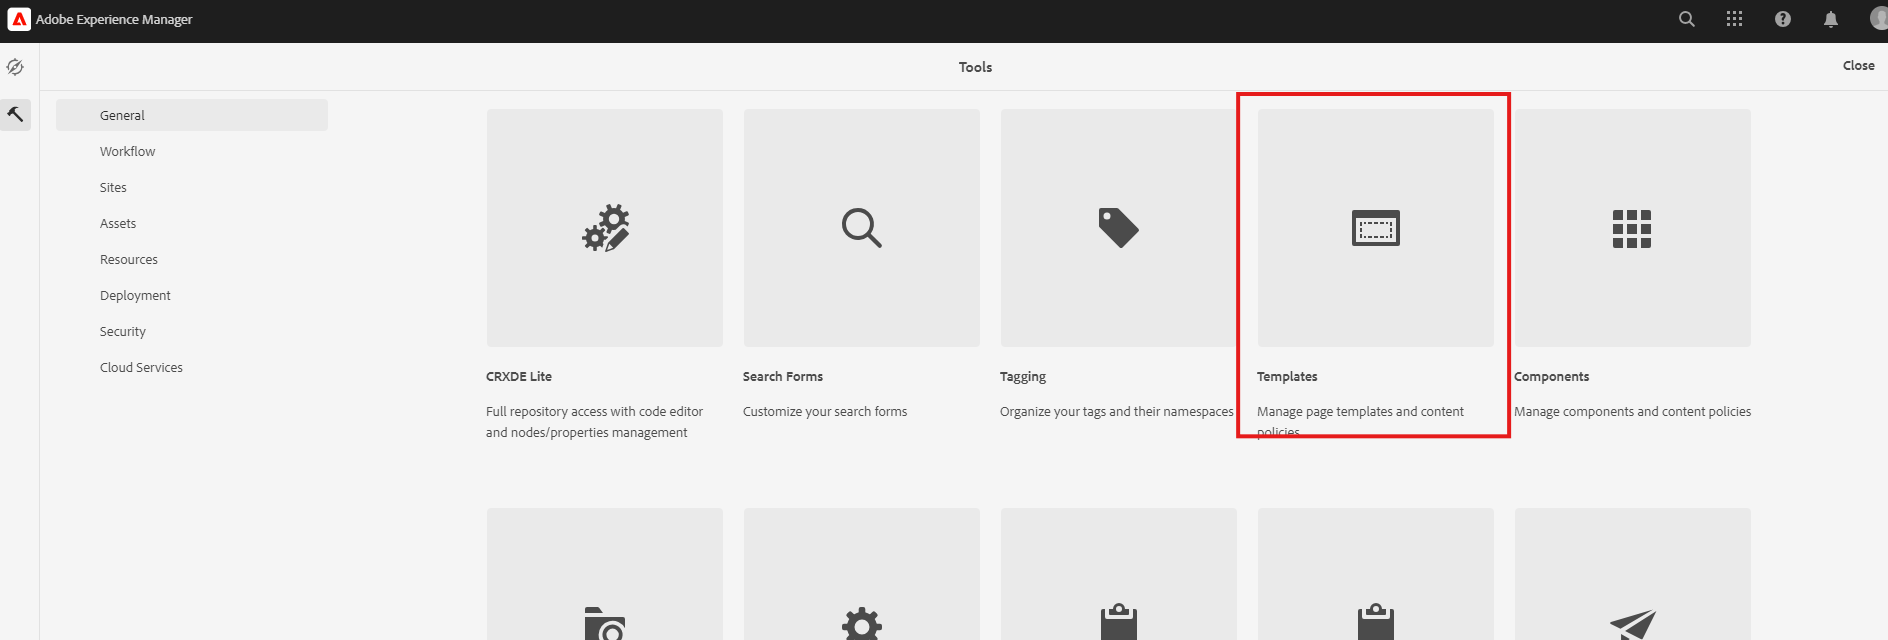 Adobe Experience Manager
Tools
Close
General
Workflow
Sites
Assets
Resources
Deployment
Security
Cloud Services
CRXDE Lite
Full repository access with code editor
and nodes/properties management
Search Forms
Customize your search forms
Tagging
Organize your tags and their namespaces
Templates
Manage page templates and content
policies
Components
Manage components and content policies